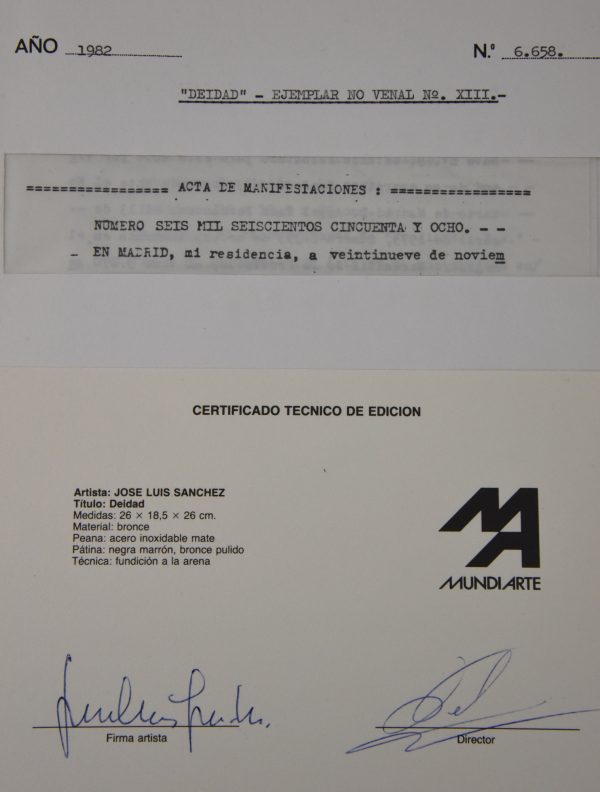 AÑO 1982
N.º 6.658.
"DEIDAD" - EJEMPLAR NO VENAL Nº. XIII.-
================= ACTA DE MANIFESTACIONES : =================
NUMERO SEIS MIL SEISCIENTOS CINCUENTA Y OCHO. - -
- EN MADRID, mi residencia, a veintinueve de noviem
CERTIFICADO TECNICO DE EDICION
Artista: JOSE LUIS SANCHEZ
Título: Deidad
Medidas: 26 × 18,5 × 26 cm.
Material: bronce
Peana: acero inoxidable mate
Pátina: negra marrón, bronce pulido
Técnica: fundición a la arena
MA
MUNDIARTE
Firma artista
Director